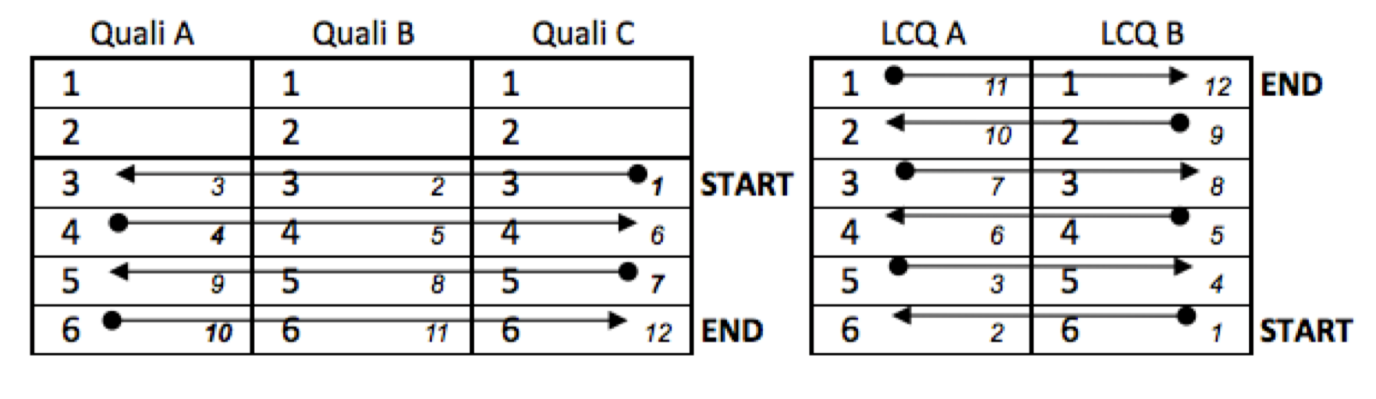 Quali A Quali B Quali C LCQ A LCQ B
1 1 1 1 11 1 12 END
2 2 2 2 10 2 9
3 3 3 2 3 1 START 3 7 3 8
4 4 4 5 4 6 4 6 4 5
5 9 5 8 5 7 5 3 5 4
6 10 6 11 6 12 END 6 2 6 1 START